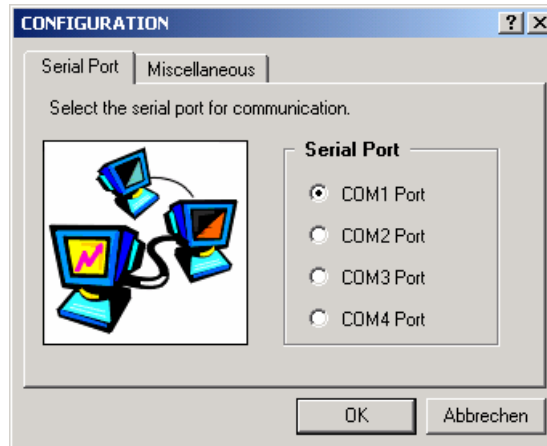 CONFIGURATION
Serial Port
Miscellaneous
Select the serial port for communication.
Serial Port
COM1 Port
COM2 Port
COM3 Port
COM4 Port
OK
Abbrechen